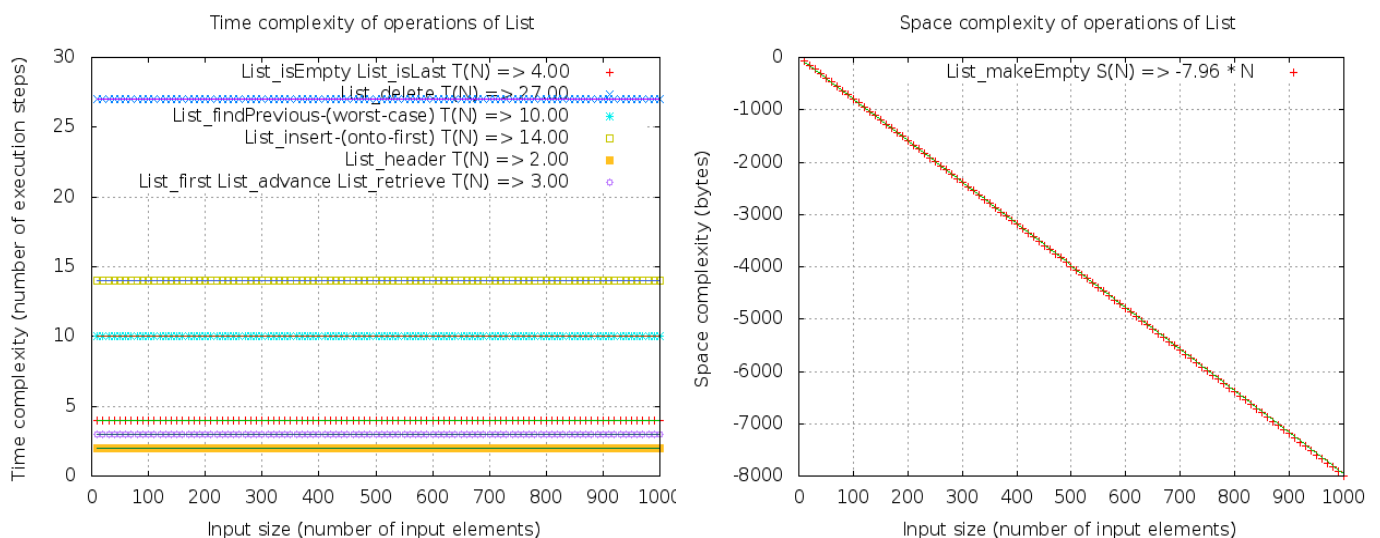 Time complexity of operations of List
Time complexity (number of execution steps)
30
25
20
15
10
5
0
List_isEmpty List_isLast T(N) => 4.00
List_delete T(N) => 27.00
List_findPrevious-(worst-case) T(N) => 10.00
List_insert-(onto-first) T(N) => 14.00
List_header T(N) => 2.00
List_first List_advance List_retrieve T(N) => 3.00
0 100 200 300 400 500 600 700 800 900 1000
Input size (number of input elements)
Space complexity of operations of List
Space complexity (bytes)
0
-1000
-2000
-3000
-4000
-5000
-6000
-7000
-8000
List_makeEmpty S(N) => -7.96 * N
0 100 200 300 400 500 600 700 800 900 1000
Input size (number of input elements)